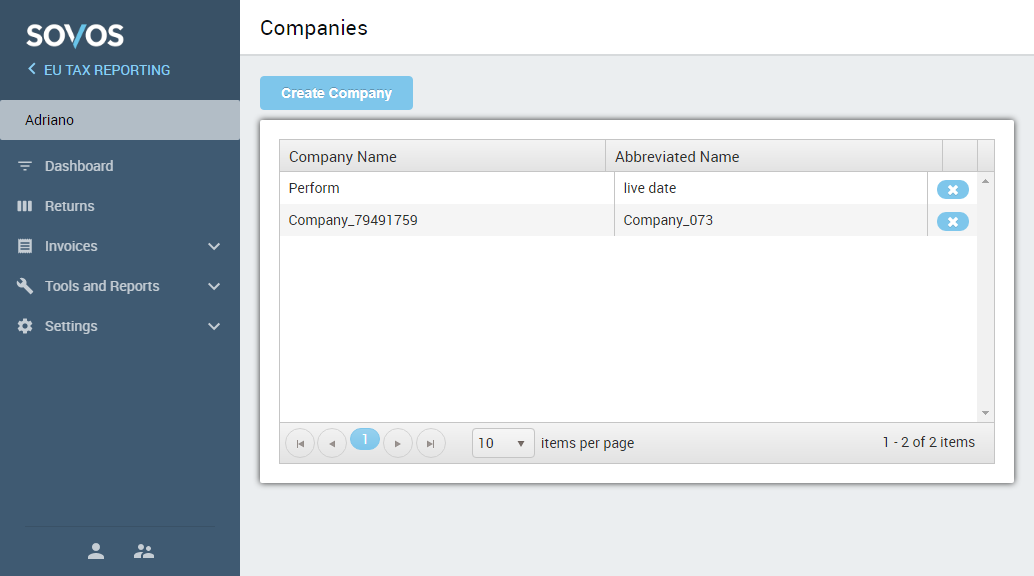 SOVOS
EU TAX REPORTING
Adriano
Dashboard
Returns
Invoices
Tools and Reports
Settings
Companies
Create Company
Company Name Abbreviated Name
Perform live date
Company_79491759 Company_073
1 10 items per page 1 - 2 of 2 items